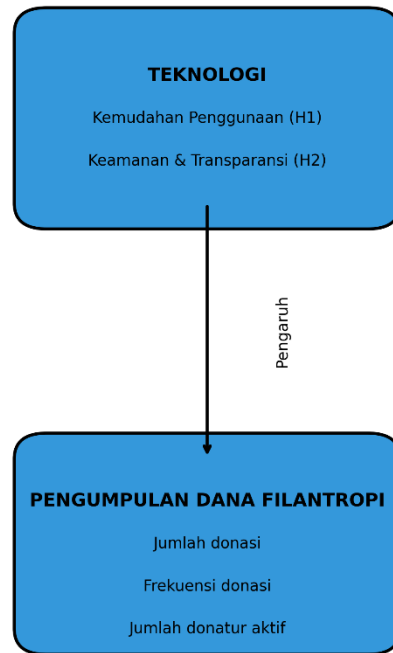 TEKNOLOGI
Kemudahan Penggunaan (H1)
Keamanan & Transparansi (H2)
Pengaruh
PENGUMPULAN DANA FILANTROPI
Jumlah donasi
Frekuensi donasi
Jumlah donatur aktif